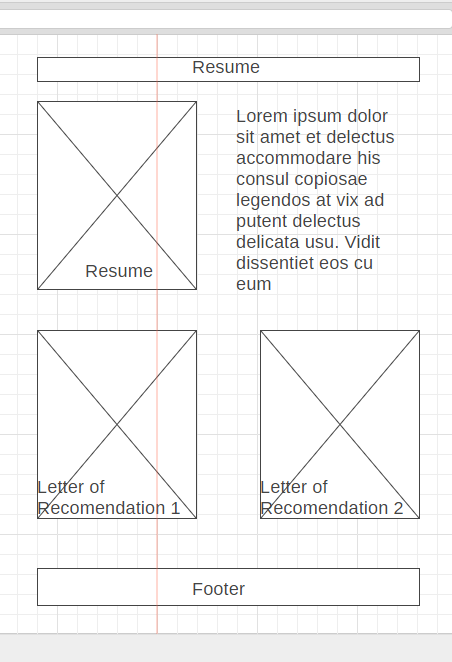 Resume
Lorem ipsum dolor
sit amet et delectus
accommodare his
consul copiosae
legendos at vix ad
putent delectus
delicata usu. Vidit
dissentiet eos cu
eum
Resume
Letter of
Recomendation 1
Letter of
Recomendation 2
Footer